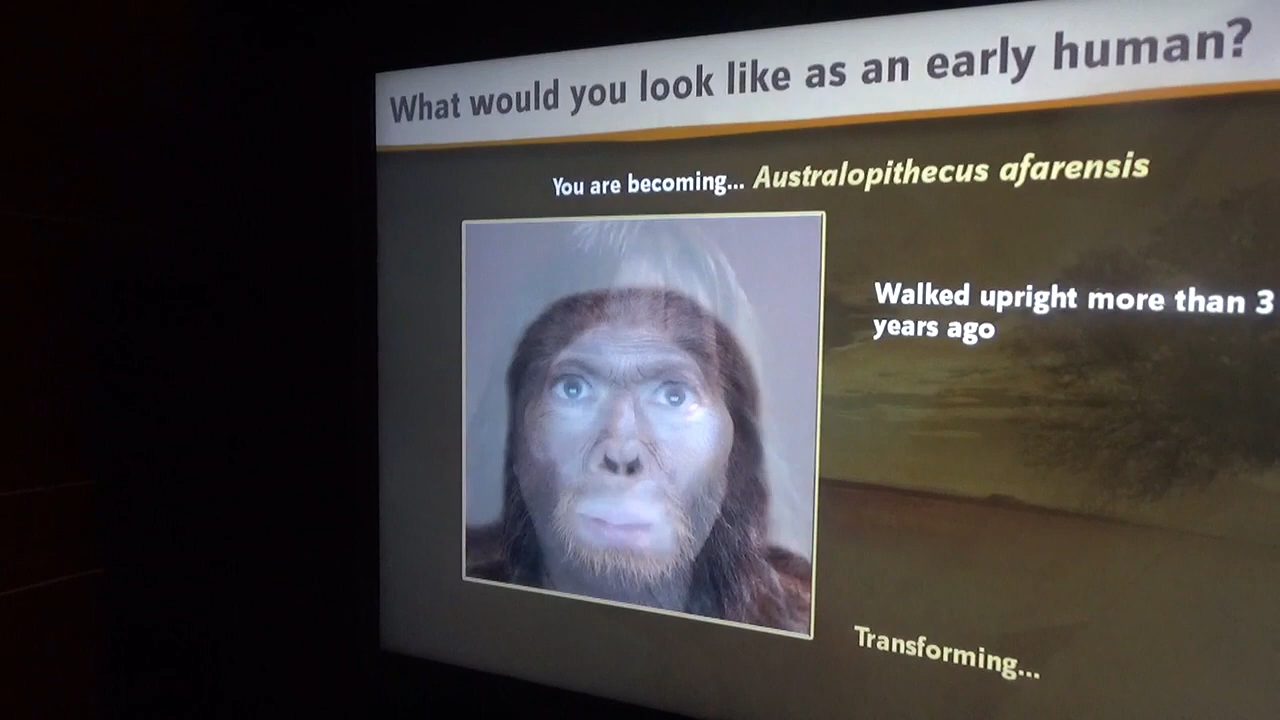 What would you look like as an early human?
You are becoming... Australopithecus afarensis
Walked upright more than 3
years ago
Transforming...